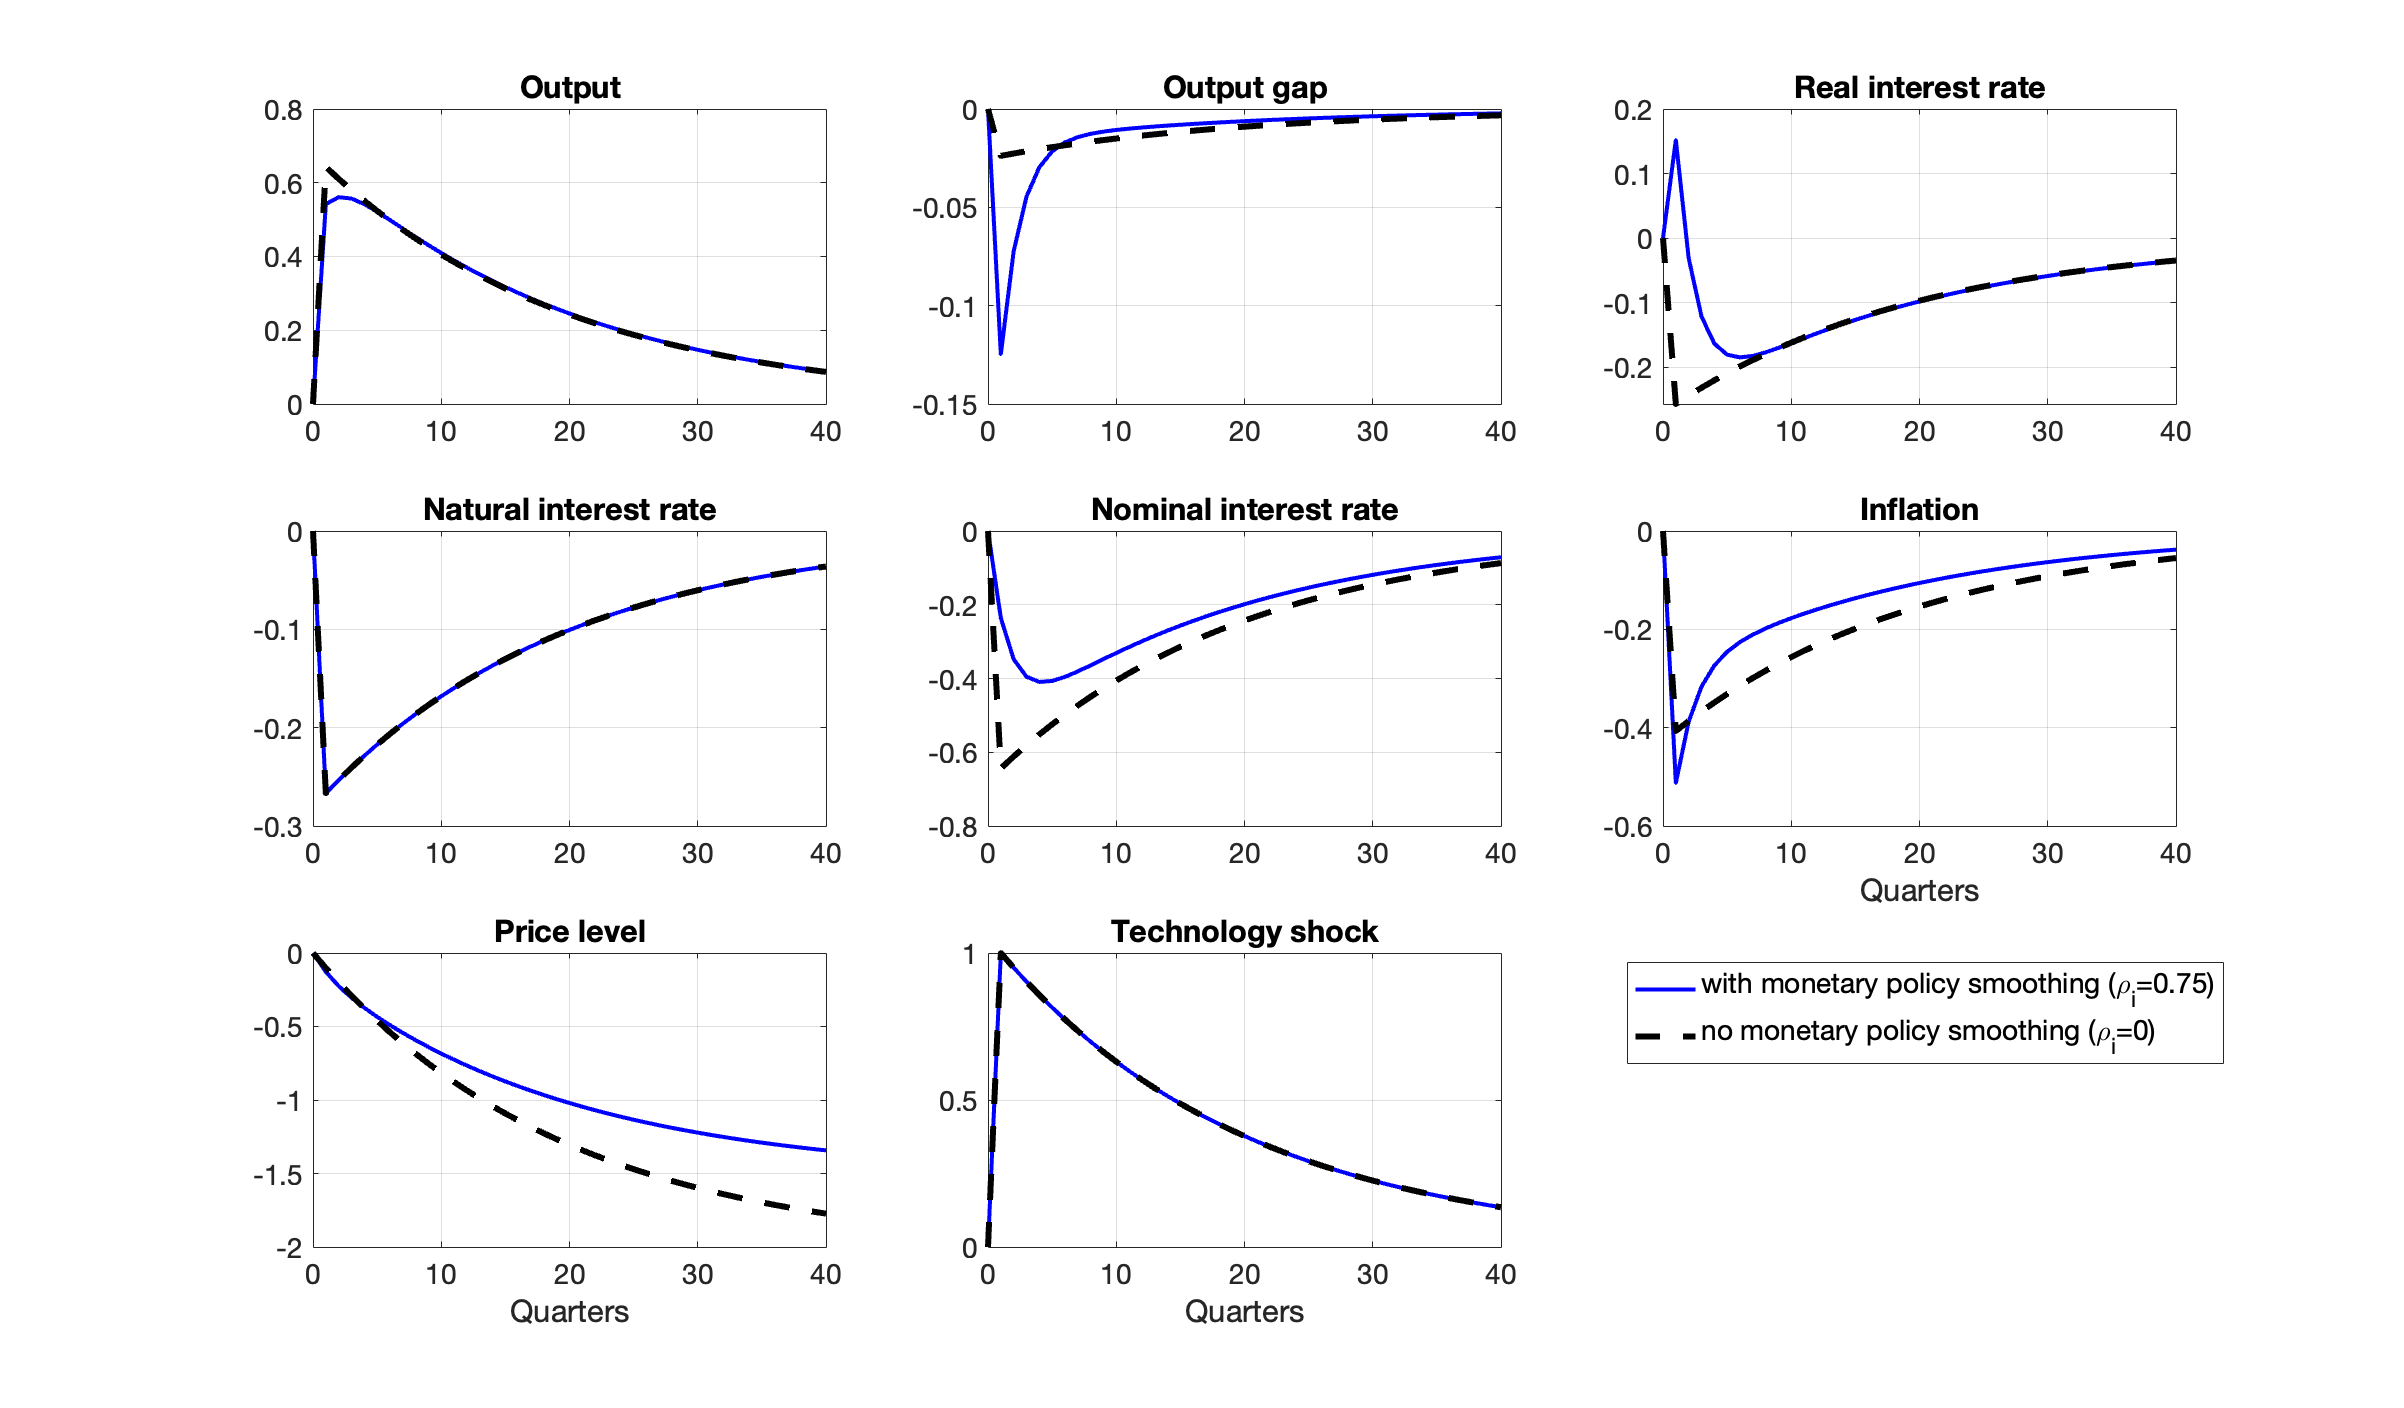 Output
0.8
0.6
0.4
0.2
0
0 10 20 30 40
Output gap
0
-0.05
-0.1
-0.15
0 10 20 30 40
Real interest rate
0.2
0.1
0
-0.1
-0.2
0 10 20 30 40
Natural interest rate
0
-0.1
-0.2
-0.3
0 10 20 30 40
Nominal interest rate
0
-0.2
-0.4
-0.6
-0.8
0 10 20 30 40
Inflation
0
-0.2
-0.4
-0.6
0 10 20 30 40
Quarters
Price level
0
-0.5
-1
-1.5
-2
0 10 20 30 40
Quarters
Technology shock
1
0.5
0
0 10 20 30 40
Quarters
with monetary policy smoothing (ρi=0.75)
no monetary policy smoothing (ρi=0)